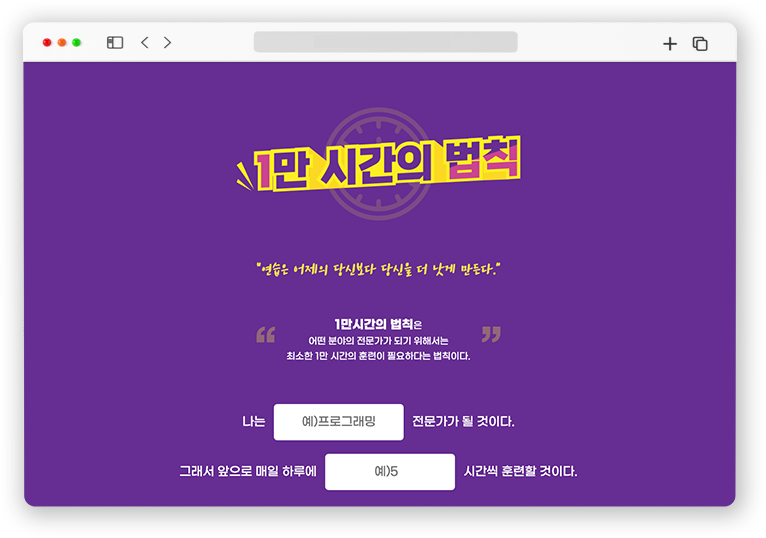 1만 시간의 법칙
"연습은 어제의 당신보다 당신을 더 낫게 만든다."
1만시간의 법칙은
어떤 분야의 전문가가 되기 위해서는
최소한 1만 시간의 훈련이 필요하다는 법칙이다.
나는 예)프로그래밍 전문가가 될 것이다.
그래서 앞으로 매일 하루에 예)5 시간씩 훈련할 것이다.